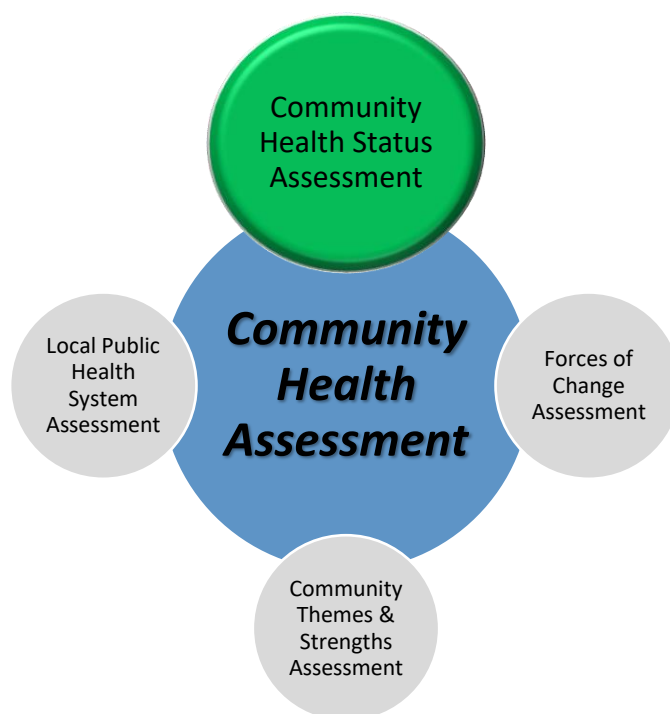 Community
Health Status
Assessment
Community
Health
Assessment
Local Public
Health
System
Assessment
Forces of
Change
Assessment
Community
Themes &
Strengths
Assessment